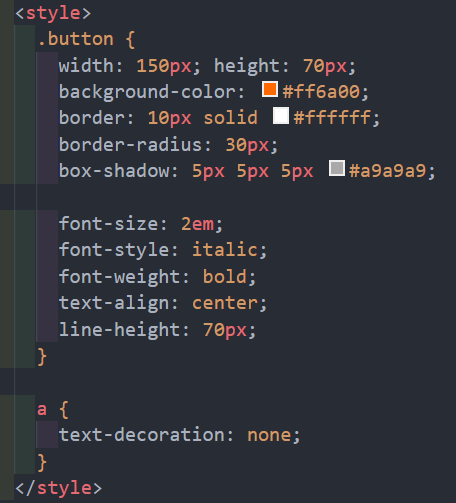 <style>
.button {
width: 150px; height: 70px;
background-color: #ff6a00;
border: 10px solid #ffffff;
border-radius: 30px;
box-shadow: 5px 5px 5px #a9a9a9;
font-size: 2em;
font-style: italic;
font-weight: bold;
text-align: center;
line-height: 70px;
}
a {
text-decoration: none;
}
</style>